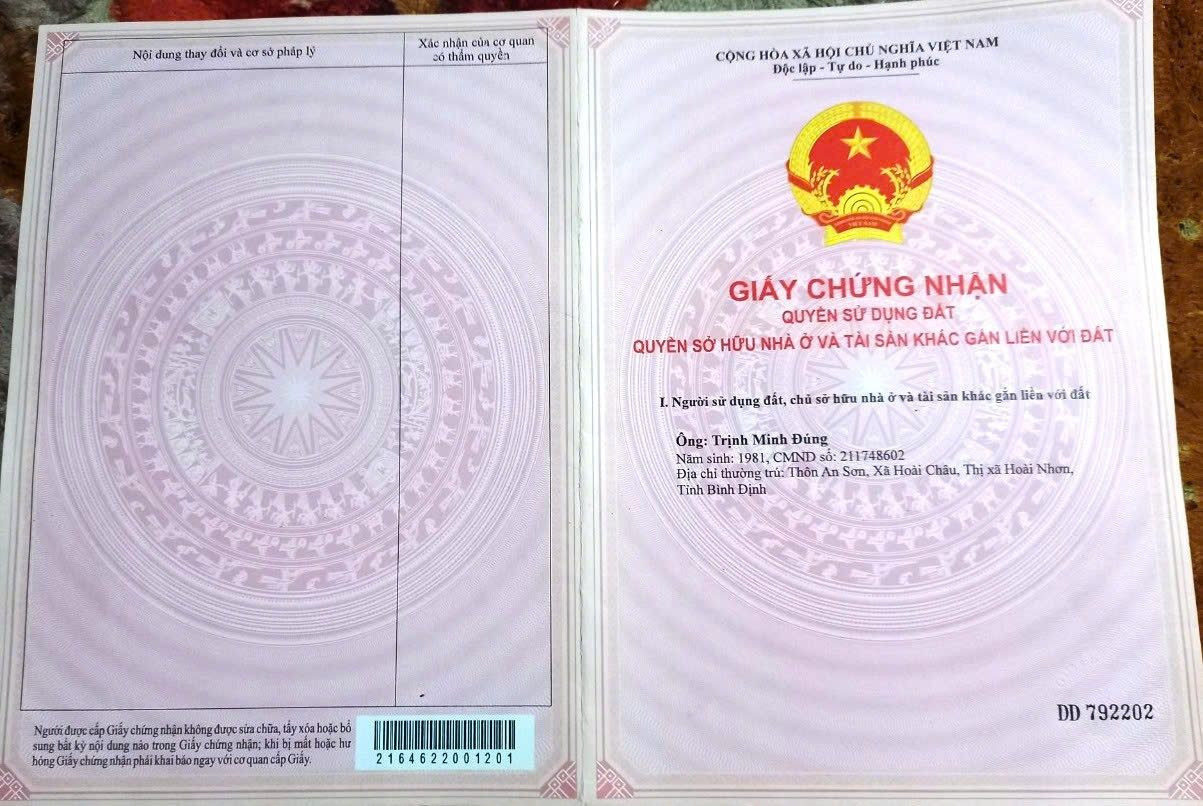 Nội dung thay đổi và cơ sở pháp lý
Xác nhận của cơ quan
có thẩm quyền
Người được cấp Giấy chứng nhận không được sửa chữa, tẩy xóa hoặc bổ
sung bất kỳ nội dung nào trong Giấy chứng nhận; khi bị mất hoặc hư
hỏng Giấy chứng nhận phải khai báo ngay với cơ quan cấp Giấy.
2164622001201
CỘNG HÒA XÃ HỘI CHỦ NGHĨA VIỆT NAM
Độc lập - Tự do - Hạnh phúc
VIỆT NAM
GIẤY CHỨNG NHẬN
QUYỀN SỬ DỤNG ĐẤT
QUYỀN SỞ HỮU NHÀ Ở VÀ TÀI SẢN KHÁC GẮN LIỀN VỚI ĐẤT
I. Người sử dụng đất, chủ sở hữu nhà ở và tài sản khác gắn liền với đất
Ông: Trịnh Minh Đúng
Năm sinh: 1981, CMND số: 211748602
Địa chỉ thường trú: Thôn An Sơn, Xã Hoài Châu, Thị xã Hoài Nhơn,
Tỉnh Bình Định
DD 792202